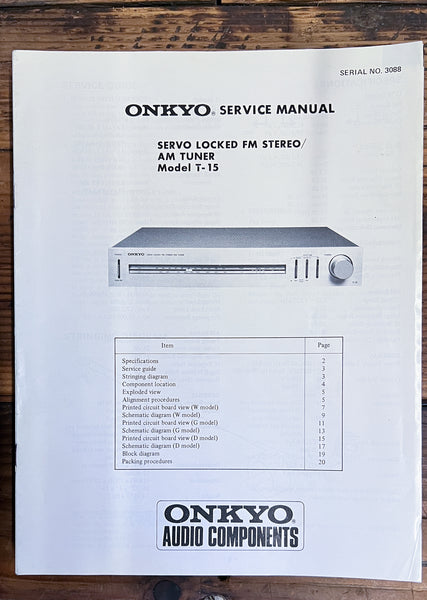 SERIAL NO. 3088
ONKYO® SERVICE MANUAL
SERVO LOCKED FM STEREO/
AM TUNER
Model T-15
ONKYO
Item Page
Specifications 2
Service guide 3
Stringing diagram 3
Component location 4
Exploded view 5
Alignment procedures 5
Printed circuit board view (W model) 7
Schematic diagram (W model) 9
Printed circuit board view (G model) 11
Schematic diagram (G model) 13
Printed circuit board view (D model) 15
Schematic diagram (D model) 17
Block diagram 19
Packing procedures 20
ONKYO®
AUDIO COMPONENTS